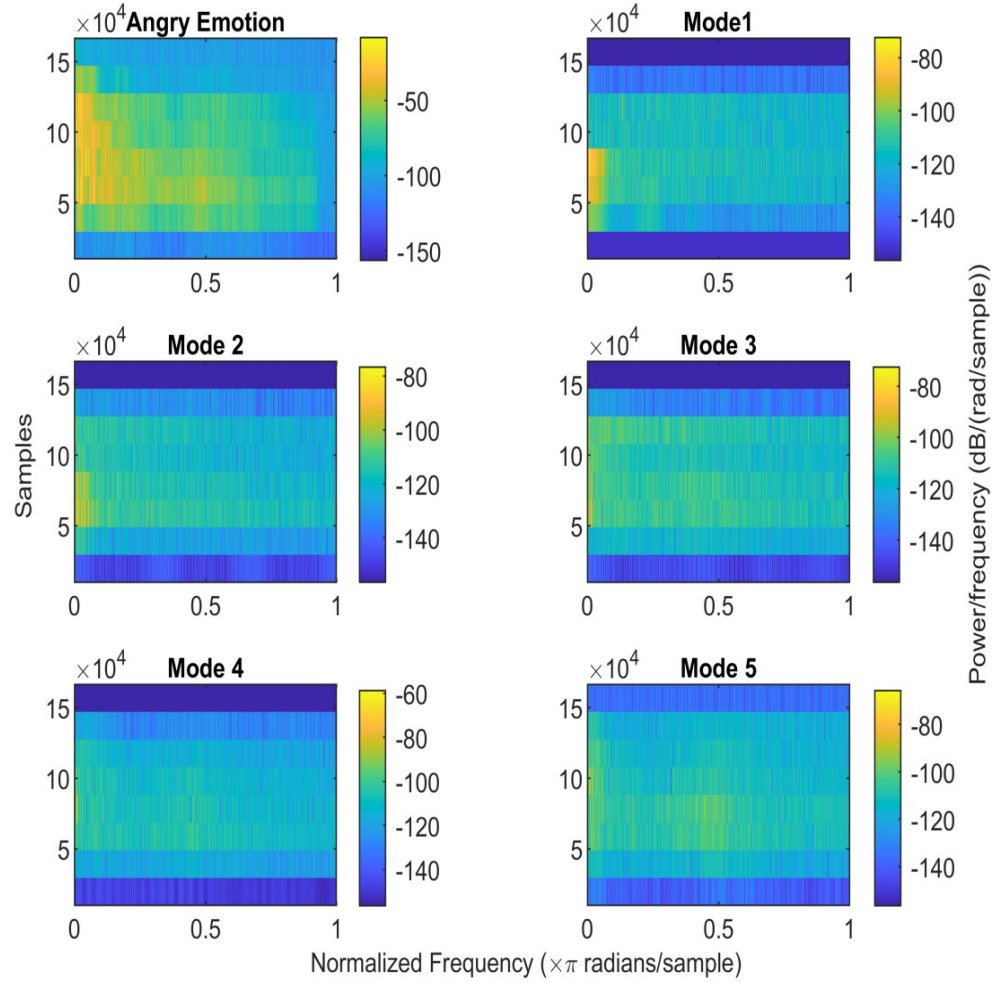 ×10⁴ Angry Emotion
15
10
5
0 0.5 1
-50
-100
-150
×10⁴ Mode1
15
10
5
0 0.5 1
-80
-100
-120
-140
×10⁴ Mode 2
15
10
5
0 0.5 1
-80
-100
-120
-140
×10⁴ Mode 3
15
10
5
0 0.5 1
-80
-100
-120
-140
×10⁴ Mode 4
15
10
5
0 0.5 1
-60
-80
-100
-120
-140
×10⁴ Mode 5
15
10
5
0 0.5 1
-80
-100
-120
-140
Samples
Power/frequency (dB/(rad/sample))
Normalized Frequency (×π radians/sample)